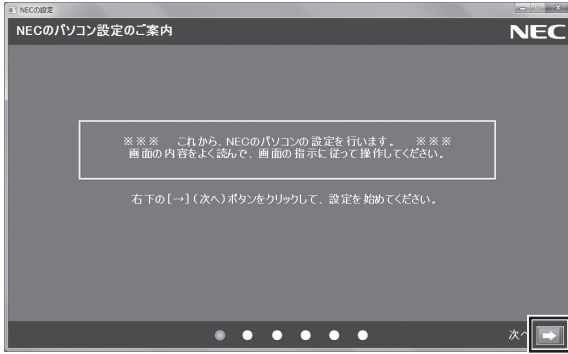 NECの設定
NECのパソコン設定のご案内
NEC
※※※ これから、NECのパソコンの設定を行います。 ※※※
画面の内容をよく読んで、画面の指示に従って操作してください。
右下の[→](次へ)ボタンをクリックして、設定を始めてください。
次へ